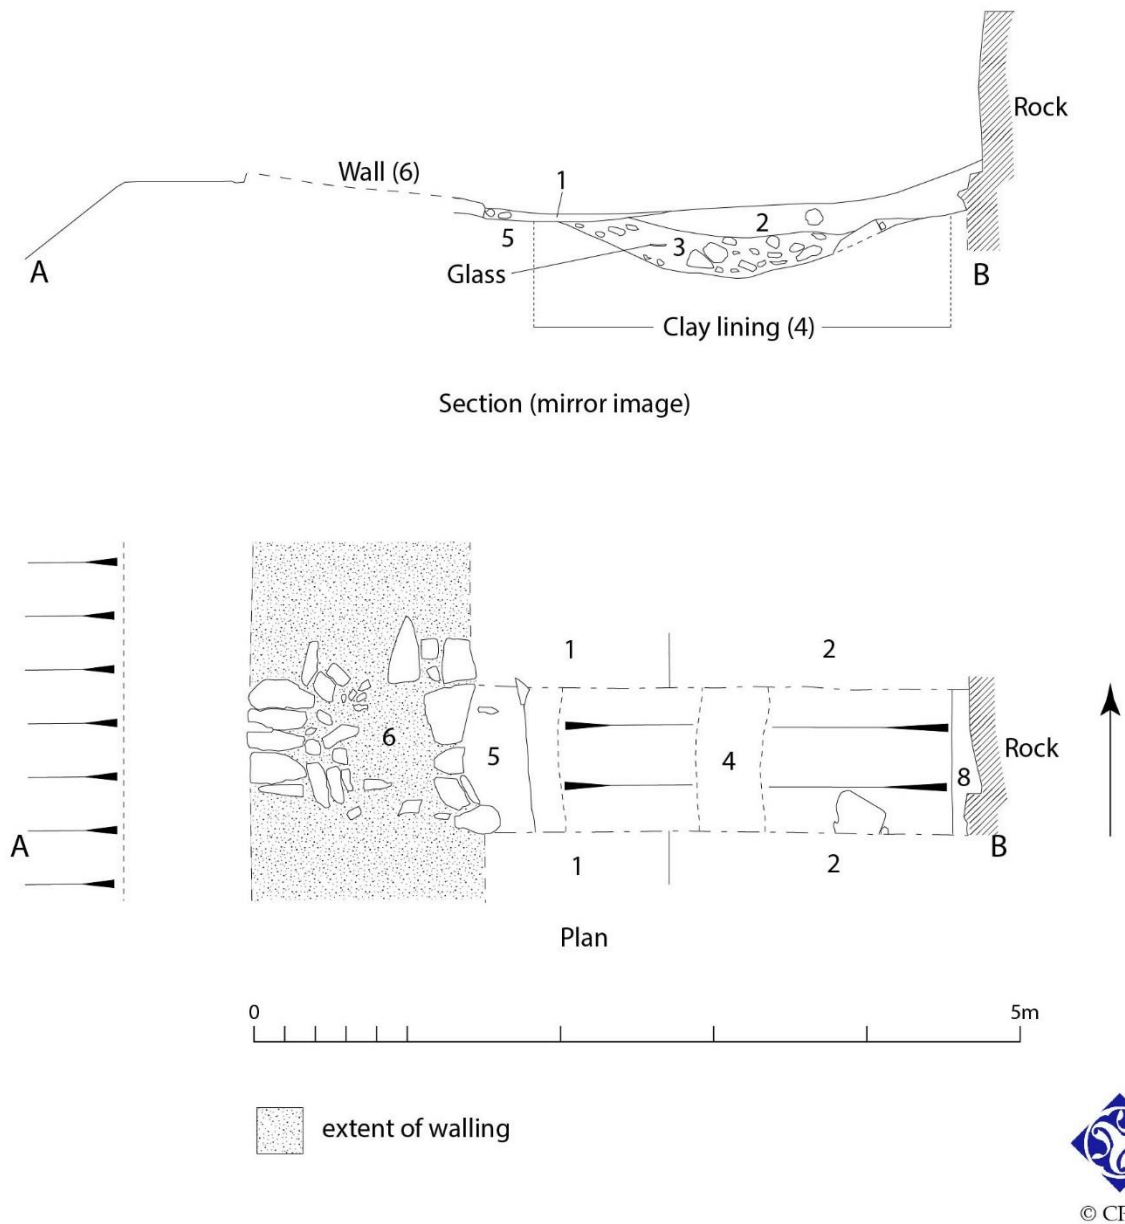 Rock
Wall (6)
1
2
5
3
Glass
A
B
Clay lining (4)
Section (mirror image)
1
2
6
5
4
Rock
8
A
B
1
2
Plan
0
5m
extent of walling
©